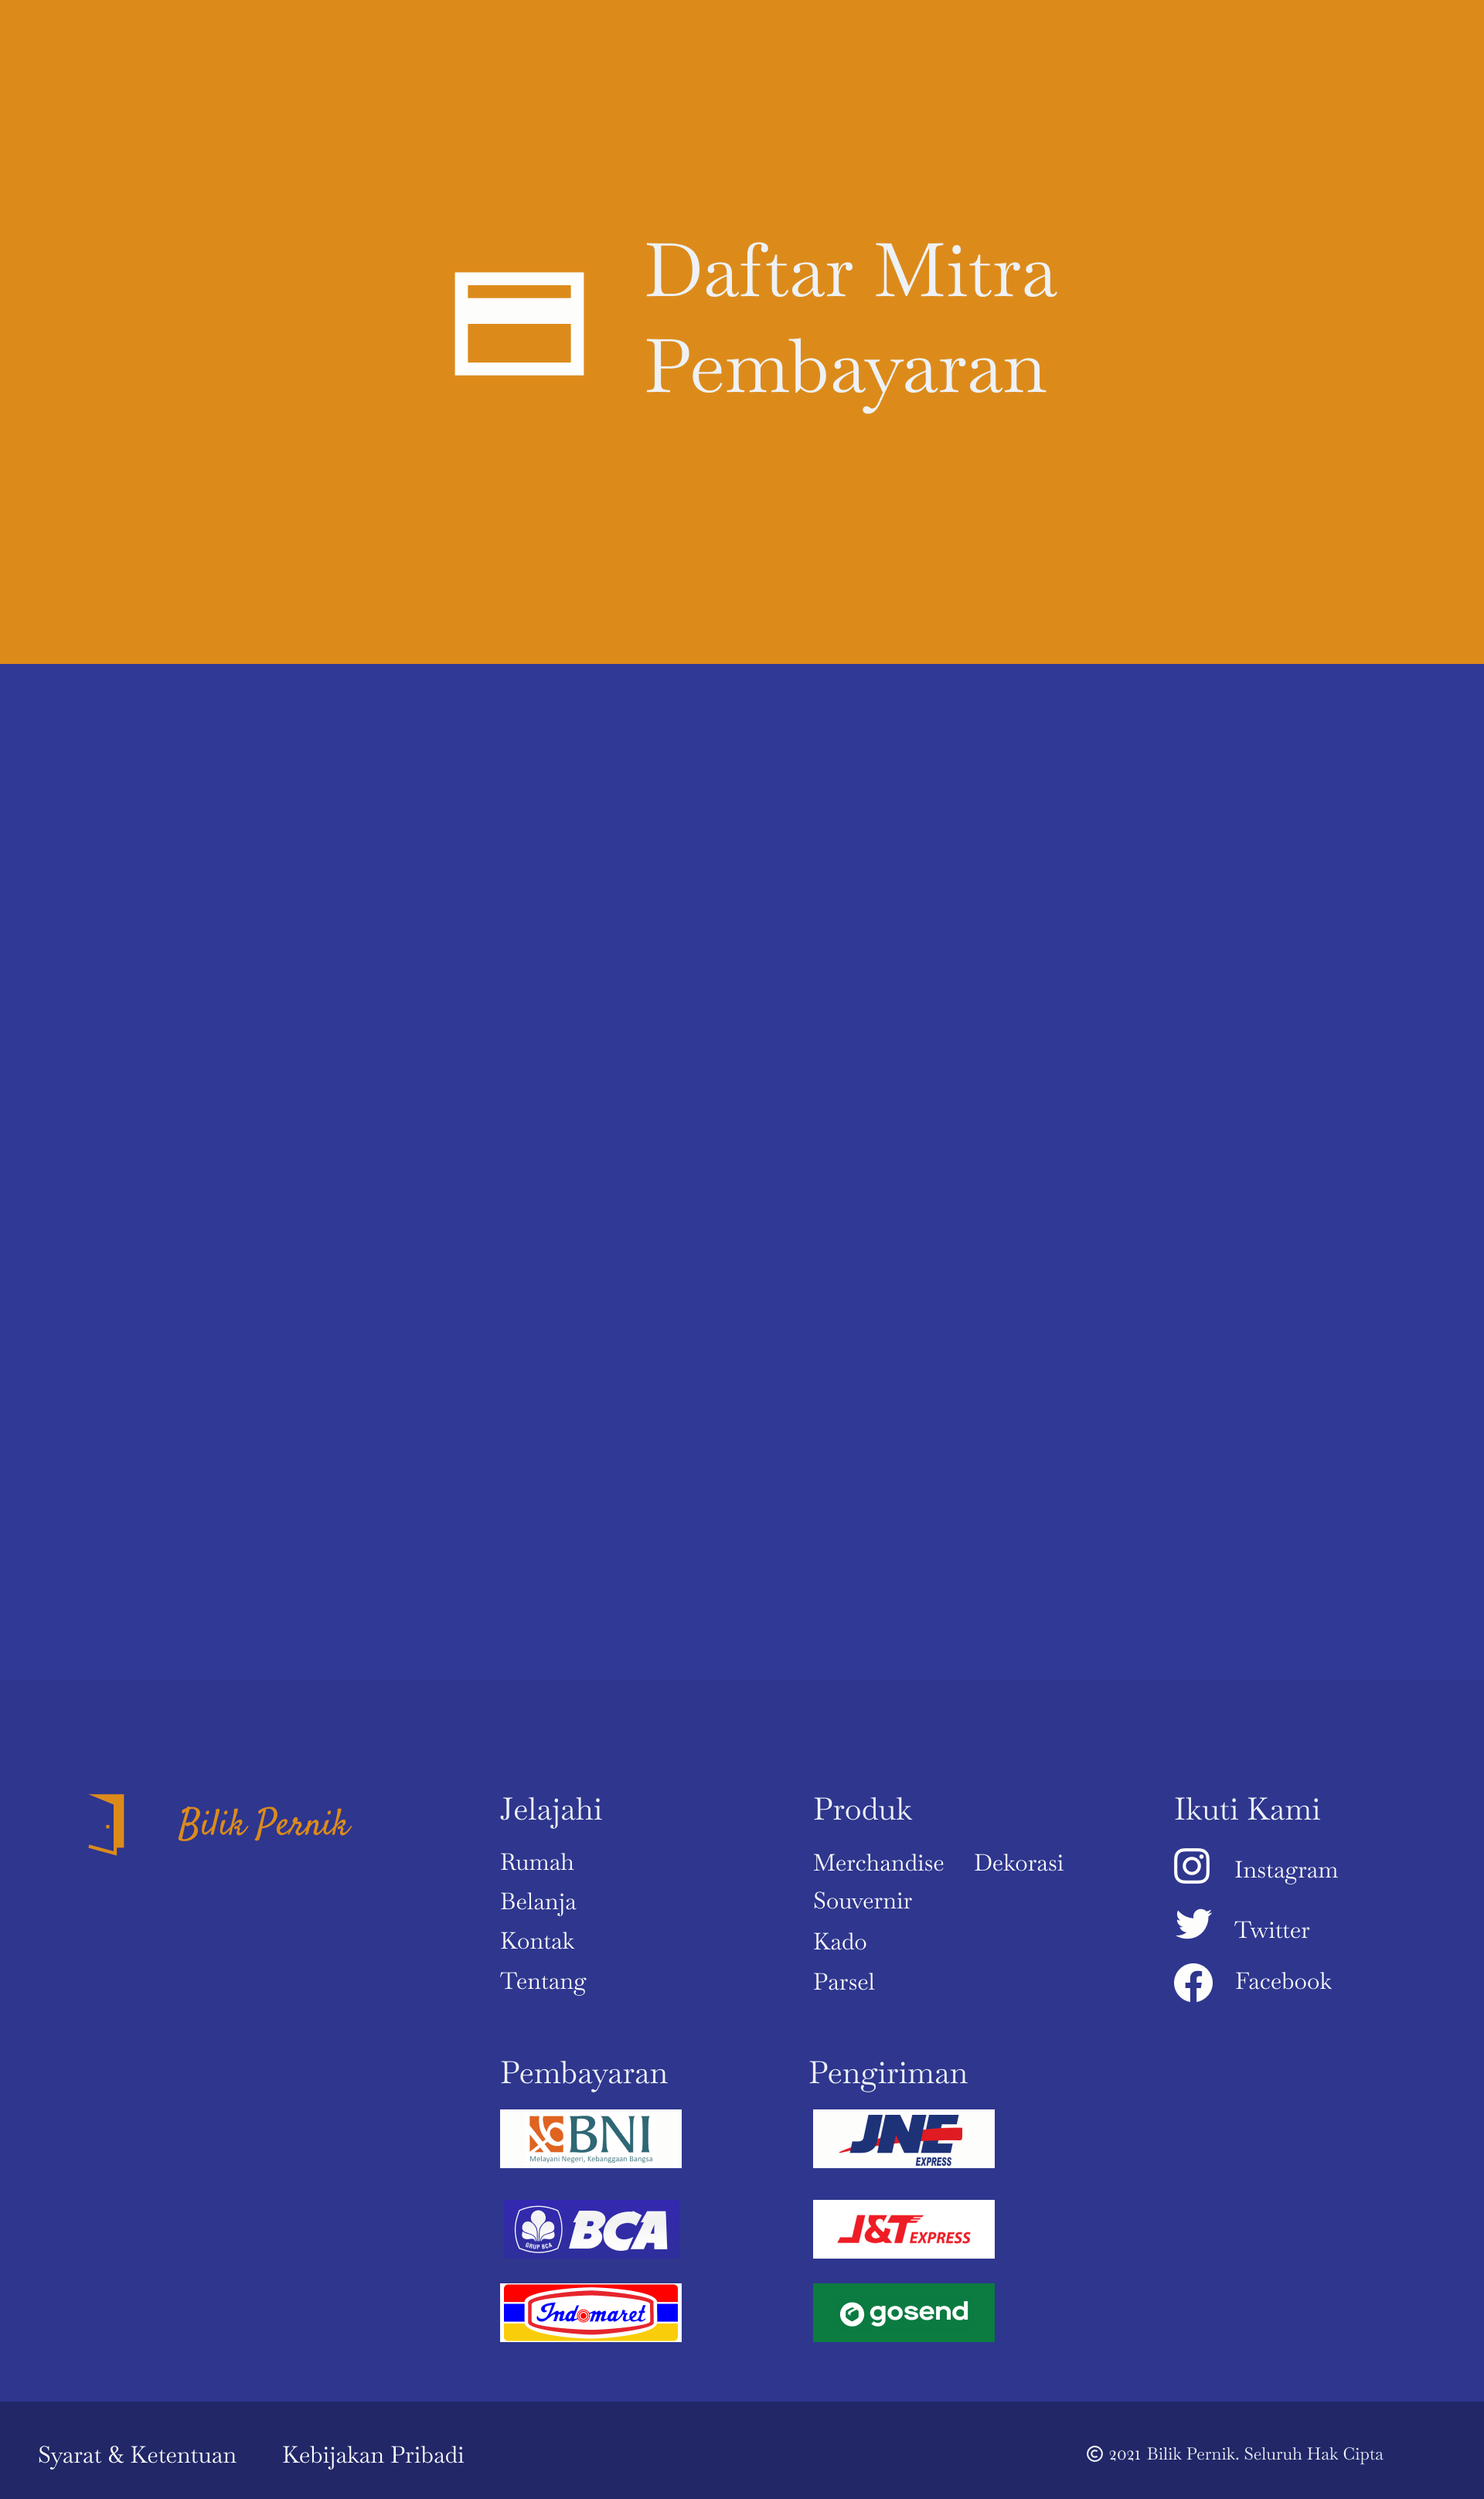 Daftar Mitra
Pembayaran
Bilik Pernik
Jelajahi
Rumah
Belanja
Kontak
Tentang
Produk
Merchandise Dekorasi
Souvernir
Kado
Parsel
Ikuti Kami
Instagram
Twitter
Facebook
Pembayaran
BNI
Melayani Negeri, Kebanggaan Bangsa
GRUP BCA
BCA
Indomaret
Pengiriman
JNE
EXPRESS
J&T EXPRESS
gosend
Syarat & Ketentuan Kebijakan Pribadi
© 2021 Bilik Pernik. Seluruh Hak Cipta